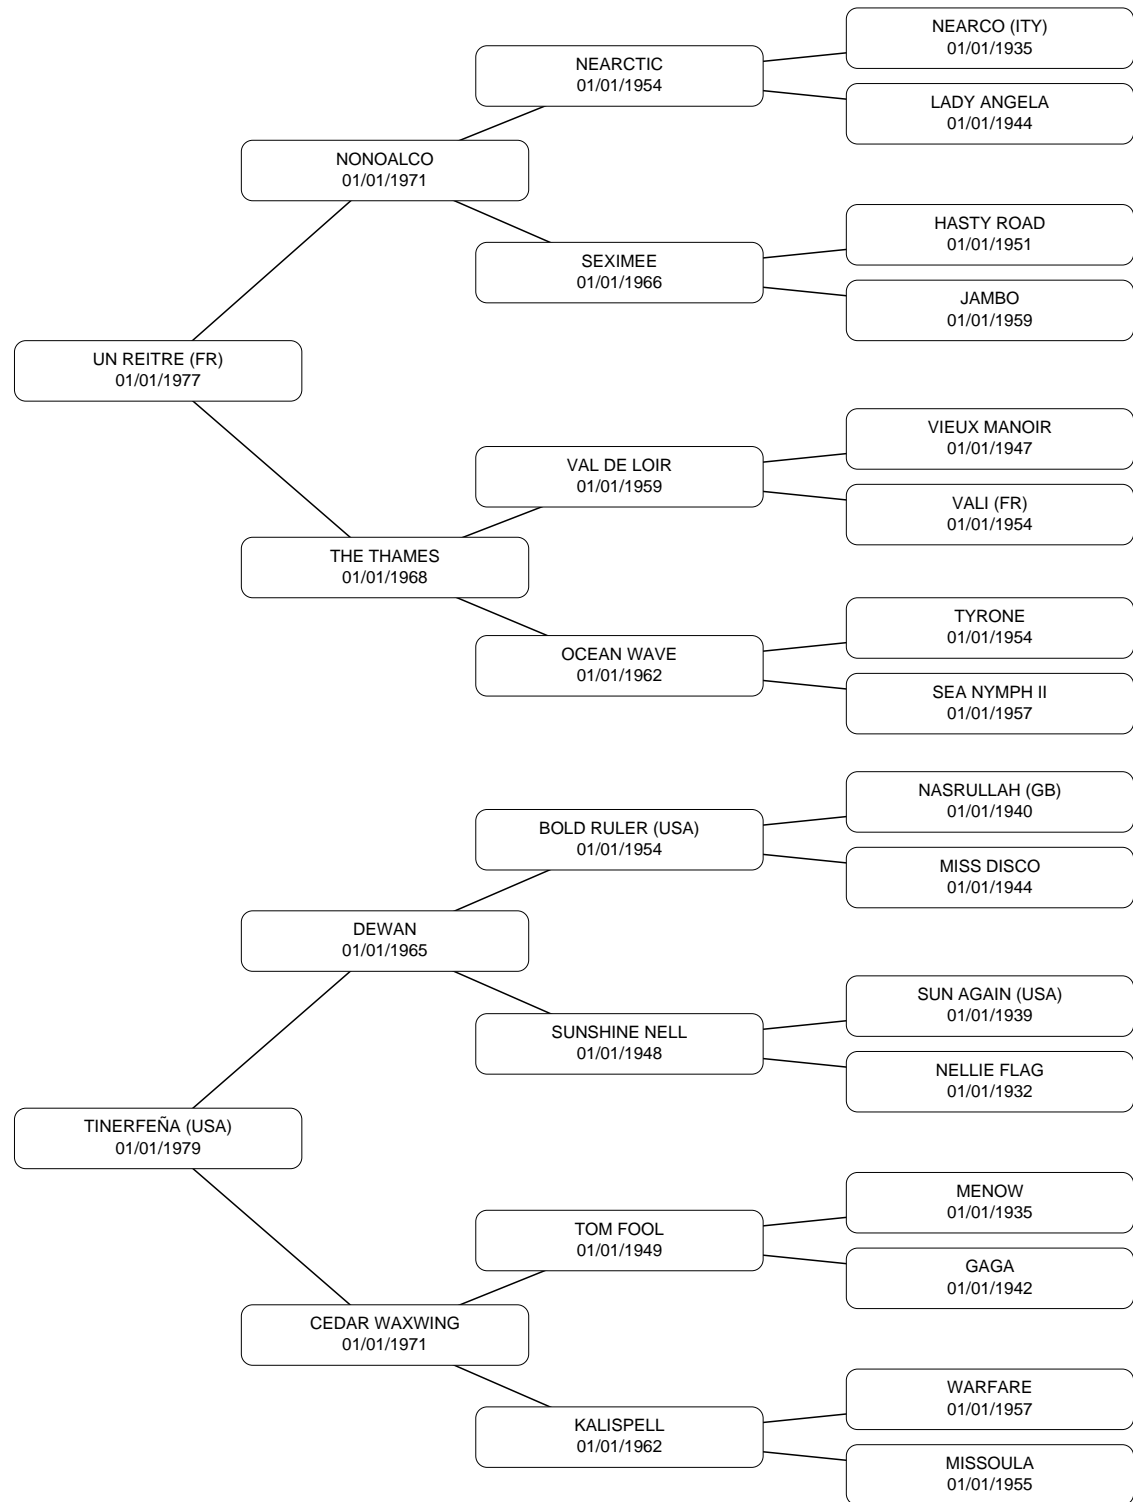 NEARCO (ITY)
01/01/1935
NEARCTIC
01/01/1954
LADY ANGELA
01/01/1944
NONOALCO
01/01/1971
HASTY ROAD
01/01/1951
SEXIMEE
01/01/1966
JAMBO
01/01/1959
UN REITRE (FR)
01/01/1977
VIEUX MANOIR
01/01/1947
VAL DE LOIR
01/01/1959
VALI (FR)
01/01/1954
THE THAMES
01/01/1968
TYRONE
01/01/1954
OCEAN WAVE
01/01/1962
SEA NYMPH II
01/01/1957
NASRULLAH (GB)
01/01/1940
BOLD RULER (USA)
01/01/1954
MISS DISCO
01/01/1944
DEWAN
01/01/1965
SUN AGAIN (USA)
01/01/1939
SUNSHINE NELL
01/01/1948
NELLIE FLAG
01/01/1932
TINERFEÑA (USA)
01/01/1979
MENOW
01/01/1935
TOM FOOL
01/01/1949
GAGA
01/01/1942
CEDAR WAXWING
01/01/1971
WARFARE
01/01/1957
KALISPELL
01/01/1962
MISSOULA
01/01/1955